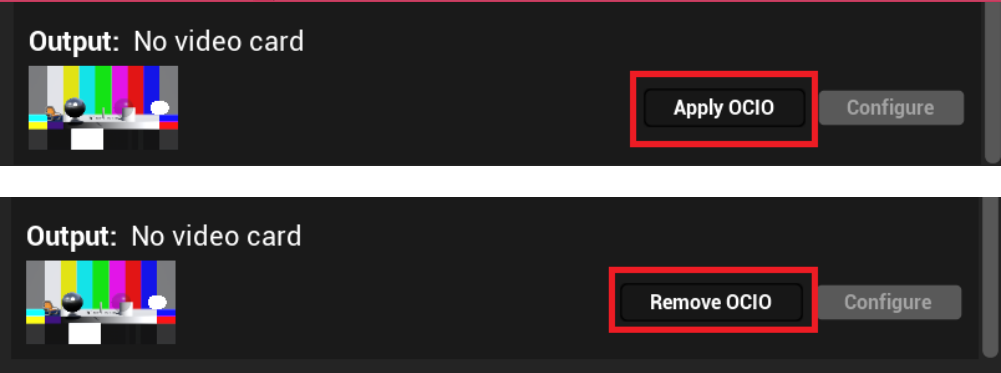 Output: No video card
Apply OCIO
Configure
Output: No video card
Remove OCIO
Configure